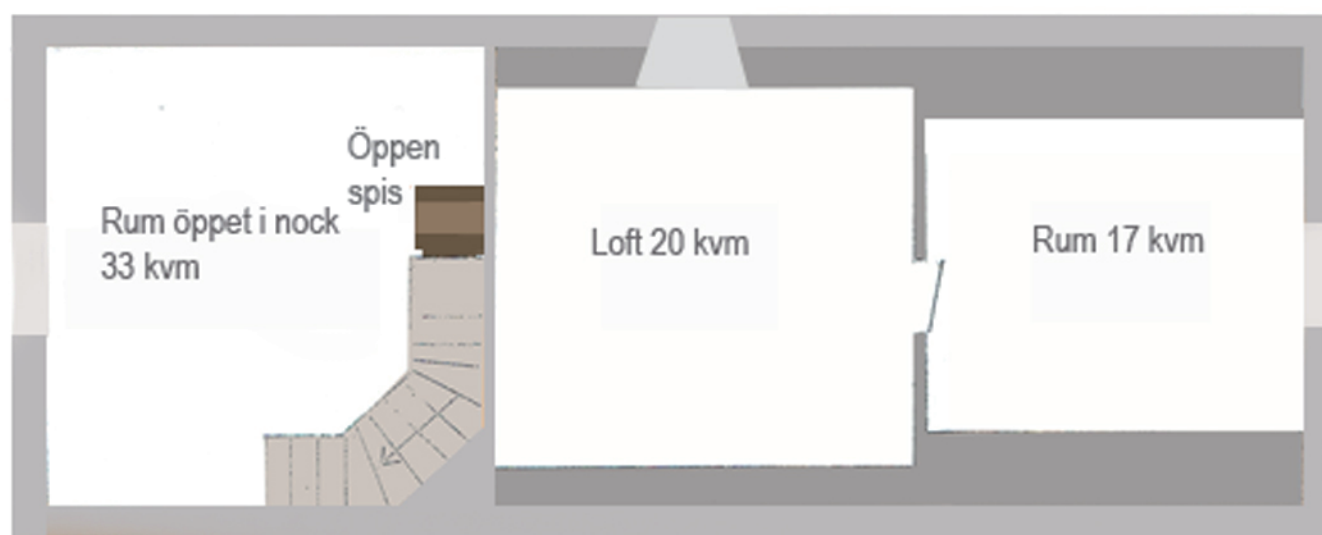 Öppen
spis
Rum öppet i nock
33 kvm
Loft 20 kvm
Rum 17 kvm